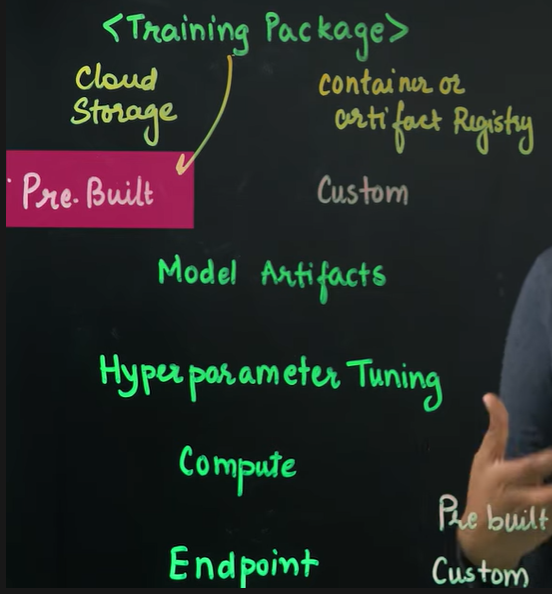 <Training Package>
Cloud
Storage
container or
artifact Registry
Pre-Built
Custom
Model Artifacts
Hyperparameter Tuning
Compute
Pre built
Endpoint
Custom